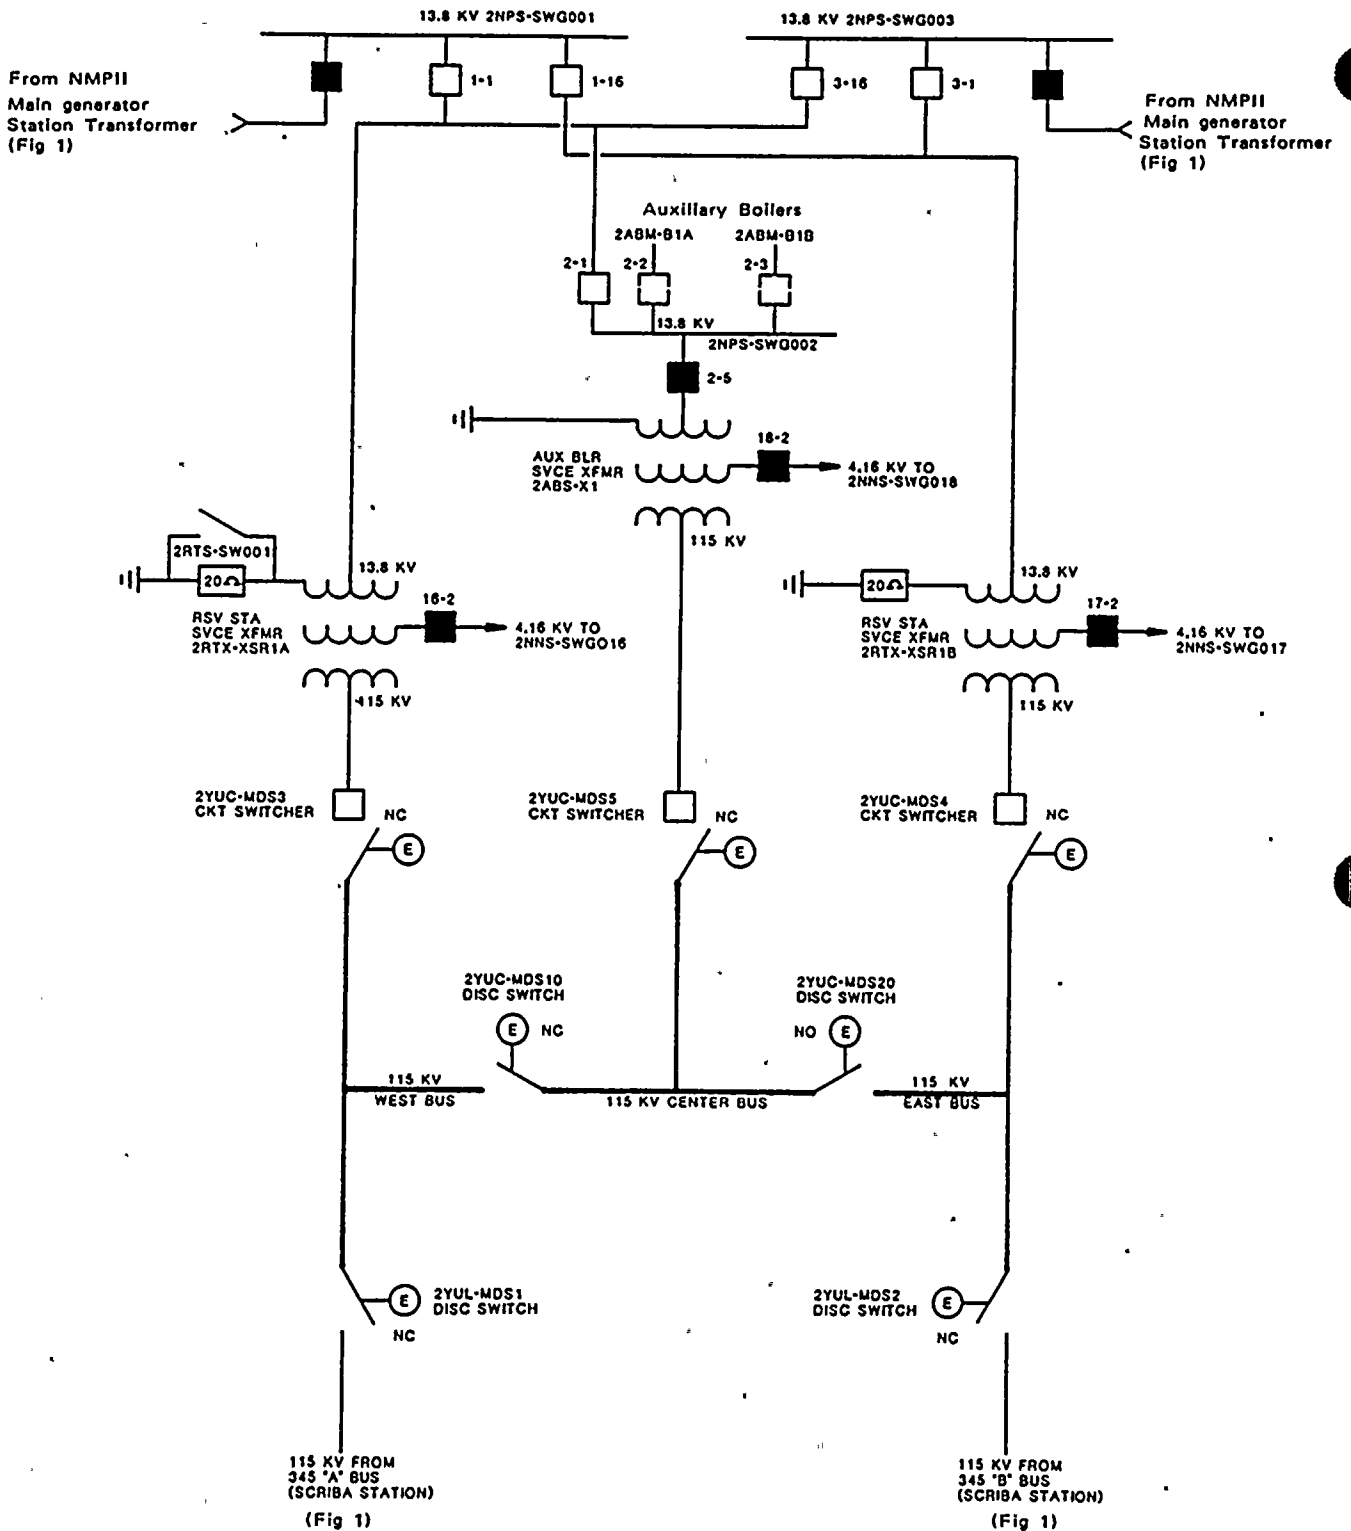 13.8 KV 2NPS-SWG001
13.8 KV 2NPS-SWG003
From NMPII
Main generator
Station Transformer
(Fig 1)
1-1
1-16
3-16
3-1
From NMPII
Main generator
Station Transformer
(Fig 1)
Auxiliary Boilers
2ABM-B1A
2ABM-B1B
2-1
2-2
2-3
13.8 KV
2NPS-SWG002
2-5
AUX BLR
SVCE XFMR
2ABS-X1
18-2
4.16 KV TO
2NNS-SWG018
115 KV
2RTS-SW001
20Ω
13.8 KV
RSV STA
SVCE XFMR
2RTX-XSR1A
16-2
4.16 KV TO
2NNS-SWG016
115 KV
20Ω
13.8 KV
RSV STA
SVCE XFMR
2RTX-XSR1B
17-2
4.16 KV TO
2NNS-SWG017
115 KV
2YUC-MDS3
CKT SWITCHER
NC
E
2YUC-MDS5
CKT SWITCHER
NC
E
2YUC-MDS4
CKT SWITCHER
NC
E
2YUC-MDS10
DISC SWITCH
E NC
2YUC-MDS20
DISC SWITCH
NO E
115 KV
WEST BUS
115 KV CENTER BUS
115 KV
EAST BUS
E
2YUL-MDS1
DISC SWITCH
NC
2YUL-MDS2
DISC SWITCH
E
NC
115 KV FROM
345 "A" BUS
(SCRIBA STATION)
(Fig 1)
115 KV FROM
345 "B" BUS
(SCRIBA STATION)
(Fig 1)